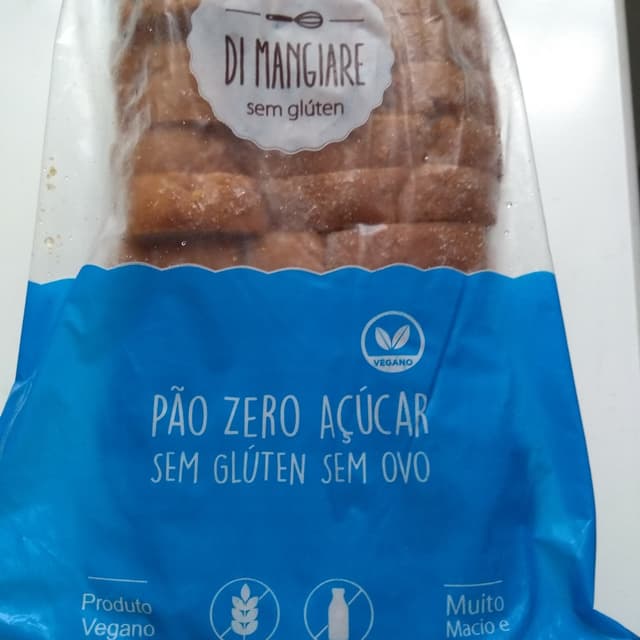 DI MANGIARE
sem glúten
VEGANO
PÃO ZERO AÇÚCAR
SEM GLÚTEN SEM OVO
Produto
Vegano
Muito
Macio e